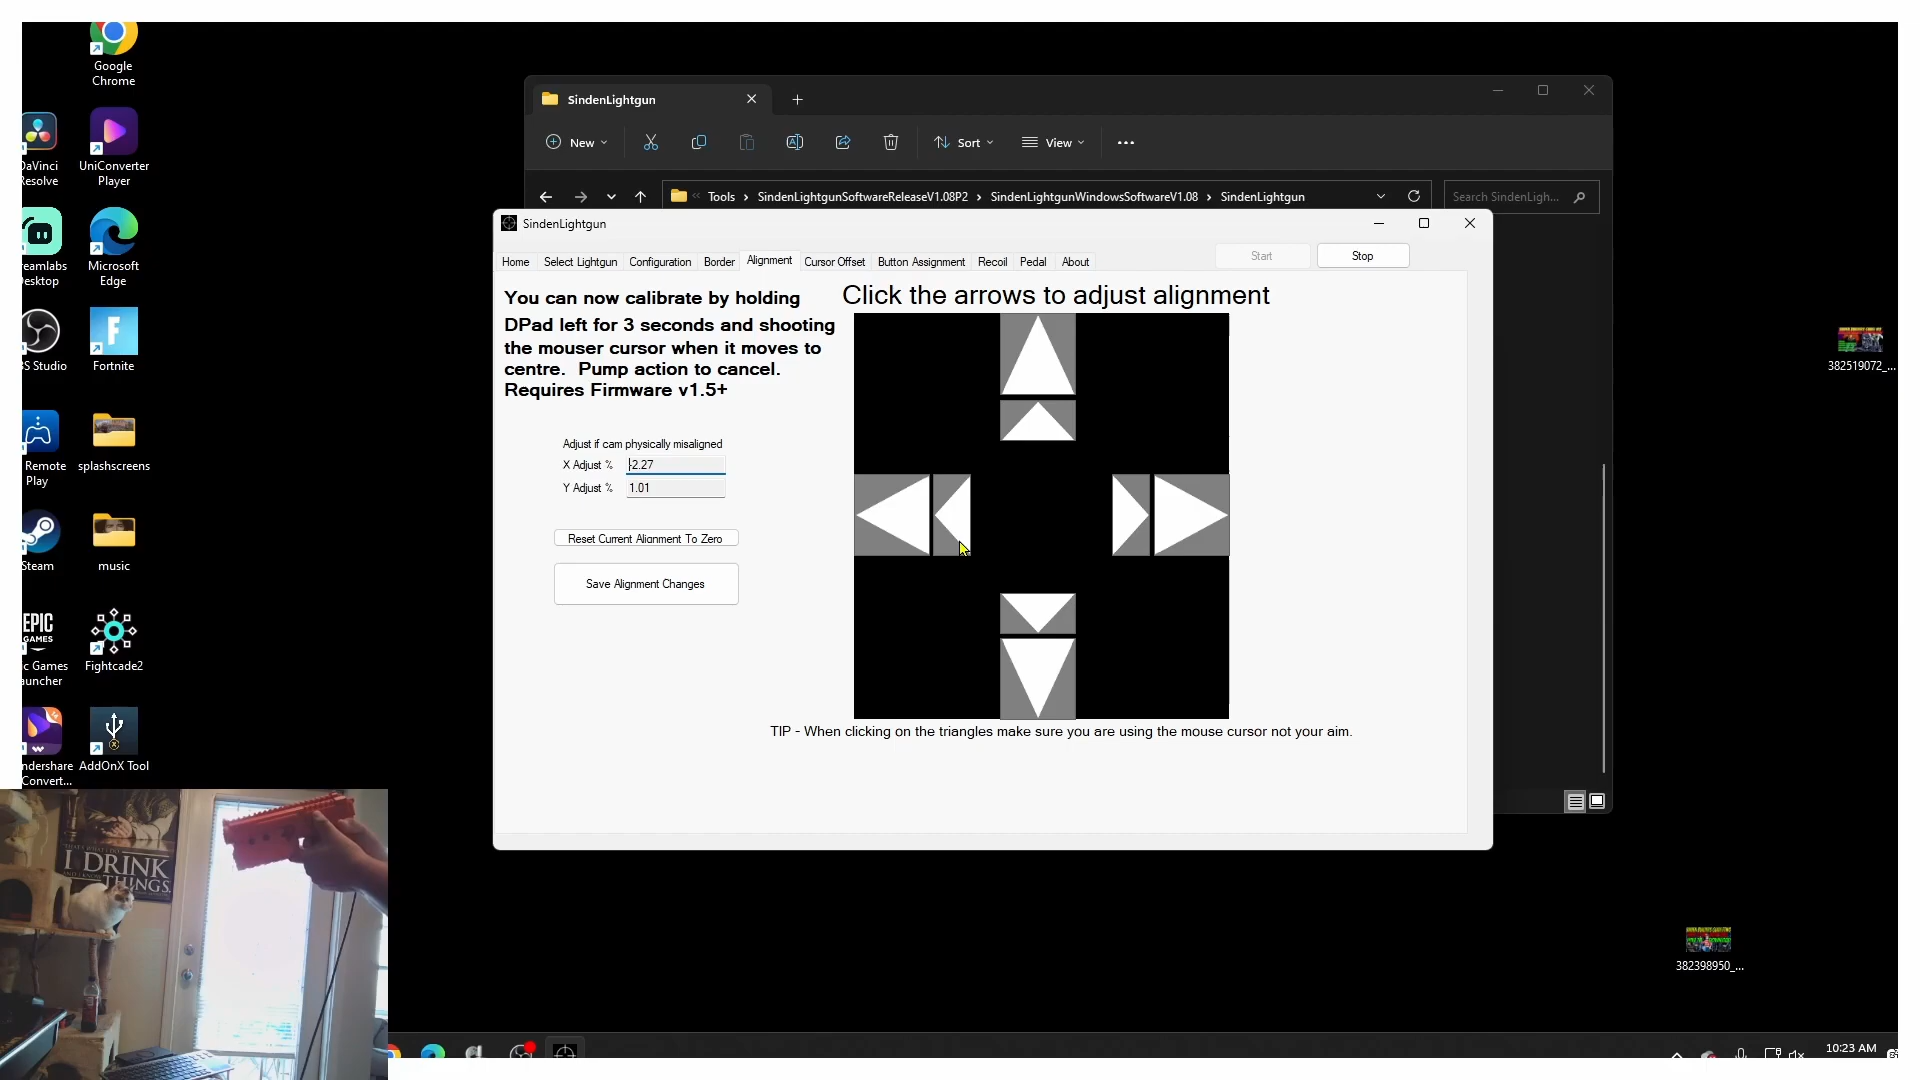 Google
Chrome
DaVinci
Resolve
UniConverter
Player
reamlabs
Desktop
Microsoft
Edge
BS Studio
Fortnite
Remote
Play
splashscreens
Steam
music
EPIC
GAMES
ic Games
auncher
Fightcade2
ndershare
Convert...
AddOnX Tool
SindenLightgun
New
Sort
View
Tools > SindenLightgunSoftwareReleaseV1.08P2 > SindenLightgunWindowsSoftwareV1.08 > SindenLightgun
Search SindenLigh...
SindenLightgun
Home Select Lightgun Configuration Border Alignment Cursor Offset Button Assignment Recoil Pedal About
Start
Stop
You can now calibrate by holding
DPad left for 3 seconds and shooting
the mouser cursor when it moves to
centre. Pump action to cancel.
Requires Firmware v1.5+
Click the arrows to adjust alignment
Adjust if cam physically misaligned
X Adjust % -2.27
Y Adjust % 1.01
Reset Current Alignment To Zero
Save Alignment Changes
TIP - When clicking on the triangles make sure you are using the mouse cursor not your aim.
382519072_...
382398950_...
I DRINK
THINGS.
10:23 AM